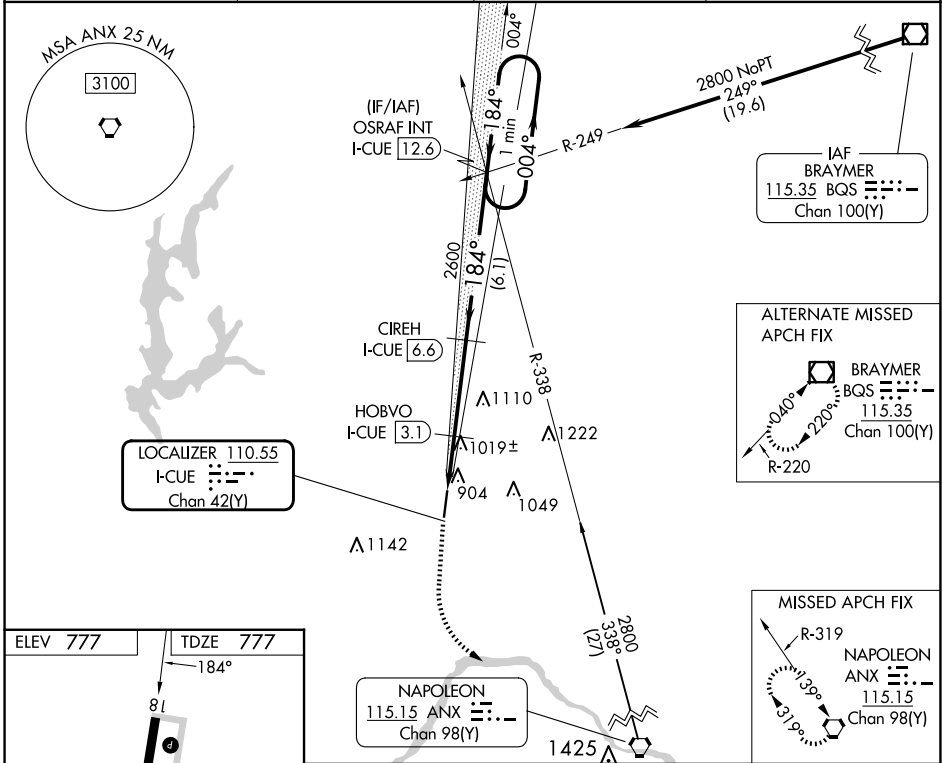 MSA ANX 25 NM
3100
(IF/IAF)
OSRAF INT
I-CUE 12.6
184°
1 min
004°
004°
2800 NoPT
249°
(19.6)
R-249
IAF
BRAYMER
115.35 BQS
Chan 100(Y)
2600
184°
(6.1)
CIREH
I-CUE 6.6
HOBVO
I-CUE 3.1
R-338
1110
1222
1019±
904
1049
1142
LOCALIZER 110.55
I-CUE
Chan 42(Y)
ALTERNATE MISSED
APCH FIX
BRAYMER
BQS
115.35
Chan 100(Y)
040°
220°
R-220
2800
338°
(27)
NAPOLEON
115.15 ANX
Chan 98(Y)
1425
MISSED APCH FIX
R-319
NAPOLEON
ANX
115.15
Chan 98(Y)
139°
319°
ELEV 777
TDZE 777
184°
18
P